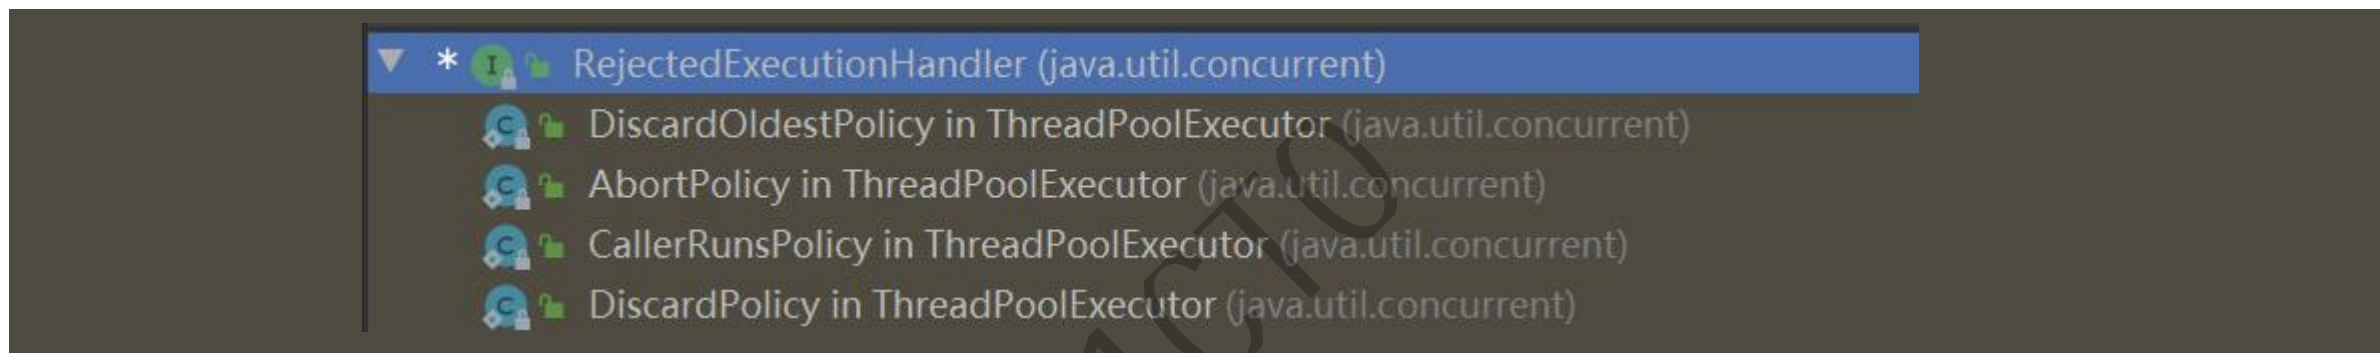 * I RejectedExecutionHandler (java.util.concurrent)
C DiscardOldestPolicy in ThreadPoolExecutor (java.util.concurrent)
C AbortPolicy in ThreadPoolExecutor (java.util.concurrent)
C CallerRunsPolicy in ThreadPoolExecutor (java.util.concurrent)
C DiscardPolicy in ThreadPoolExecutor (java.util.concurrent)